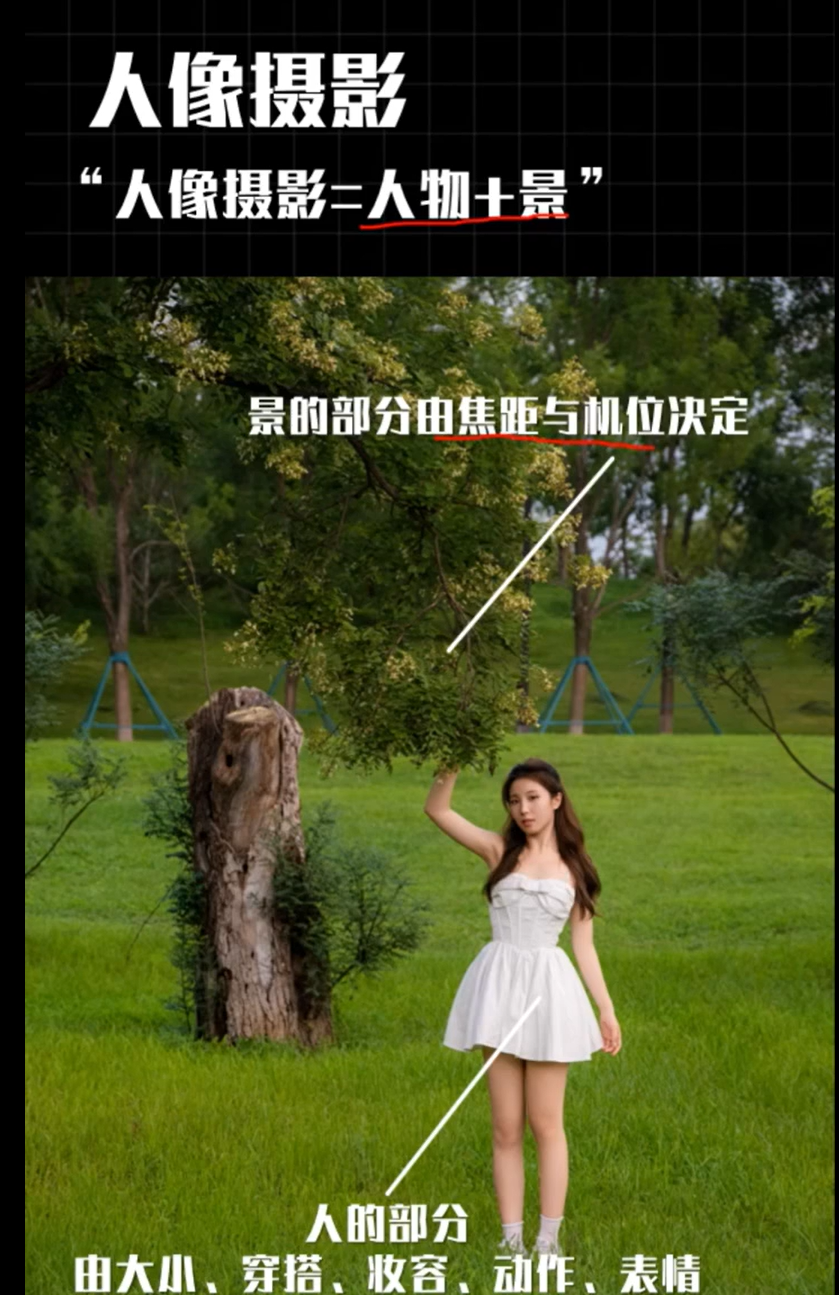 人像摄影
“人像摄影=人物+景”
景的部分由焦距与机位决定
人的部分
由大小、穿搭、妆容、动作、表情